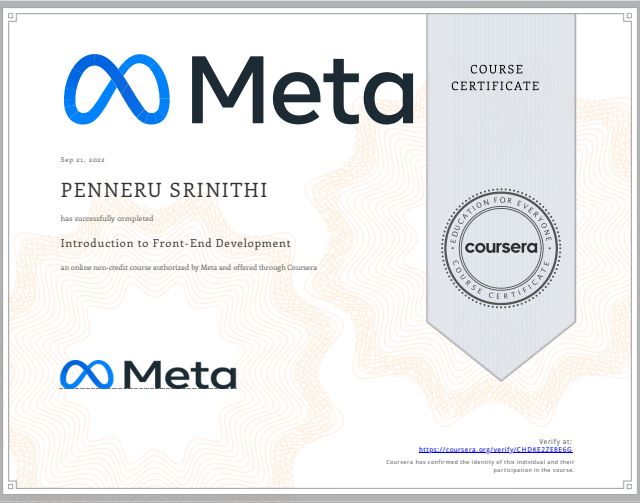 Meta
COURSE
CERTIFICATE
Sep 21, 2022
PENNERU SRINITHI
has successfully completed
Introduction to Front-End Development
an online non-credit course authorized by Meta and offered through Coursera
EDUCATION FOR EVERYONE
coursera
COURSE CERTIFICATE
Meta
Verify at:
https://coursera.org/verify/CHDKE2ZE8E6G
Coursera has confirmed the identity of this individual and their
participation in the course.